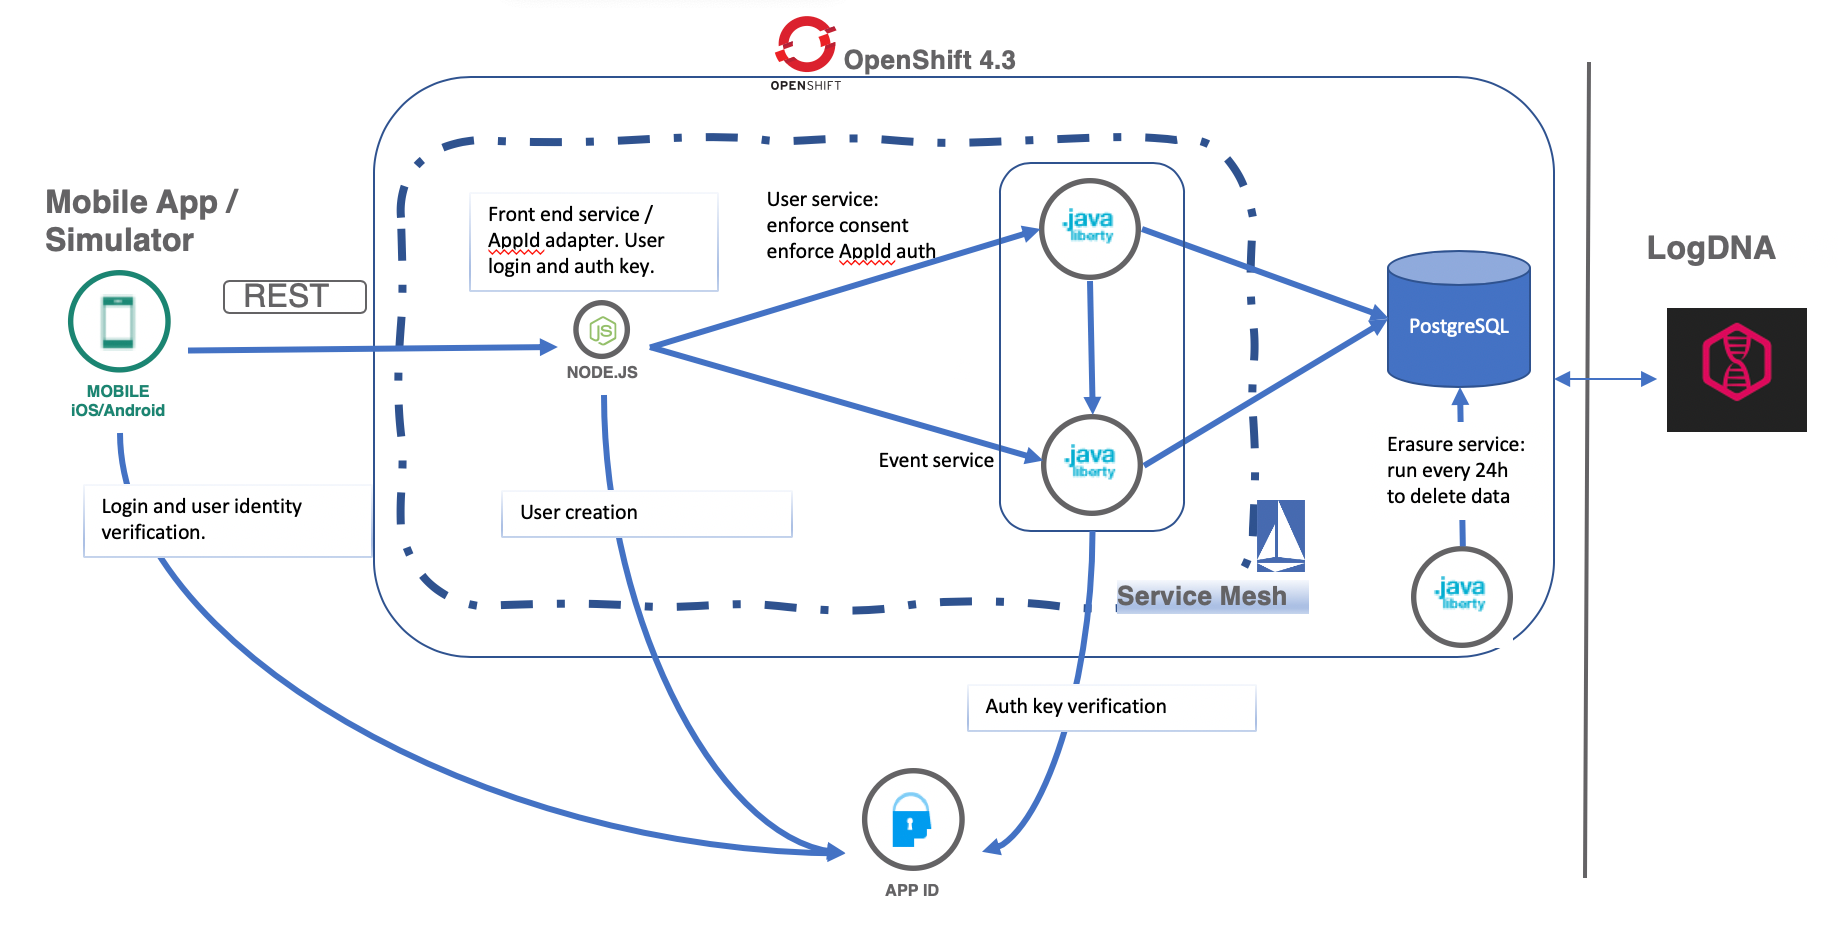 OpenShift 4.3
OPENSHIFT
Mobile App /
Simulator
REST
MOBILE
iOS/Android
Front end service /
AppId adapter. User
login and auth key.
JS
NODE.JS
User service:
enforce consent
enforce AppId auth
.java
liberty
Event service
.java
liberty
PostgreSQL
LogDNA
Erasure service:
run every 24h
to delete data
.java
liberty
Service Mesh
Login and user identity
verification.
User creation
Auth key verification
APP ID